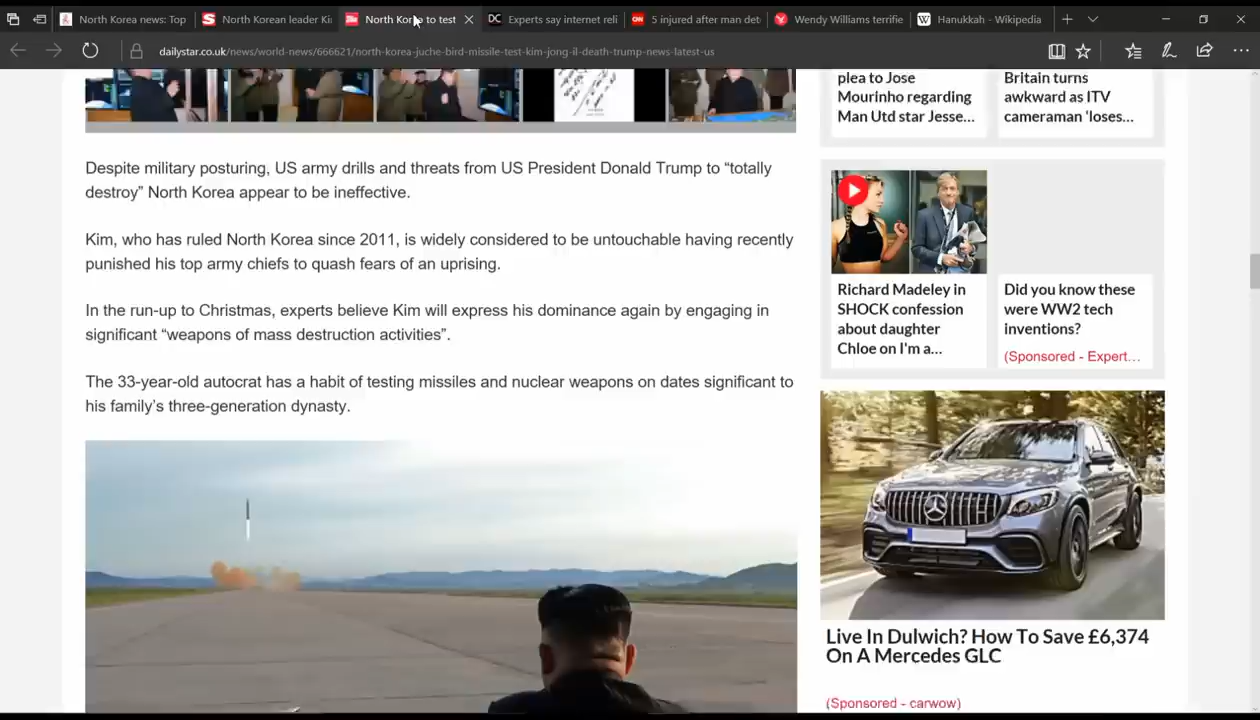 North Korea news: Top
North Korean leader Ki
North Korea to test
Experts say internet reli
5 injured after man det
Wendy Williams terrifie
Hanukkah - Wikipedia
dailystar.co.uk/news/world-news/666621/north-korea-juche-bird-missile-test-kim-jong-il-death-trump-news-latest-us
Despite military posturing, US army drills and threats from US President Donald Trump to “totally
destroy” North Korea appear to be ineffective.
Kim, who has ruled North Korea since 2011, is widely considered to be untouchable having recently
punished his top army chiefs to quash fears of an uprising.
In the run-up to Christmas, experts believe Kim will express his dominance again by engaging in
significant “weapons of mass destruction activities”.
The 33-year-old autocrat has a habit of testing missiles and nuclear weapons on dates significant to
his family’s three-generation dynasty.
plea to Jose
Mourinho regarding
Man Utd star Jesse...
Britain turns
awkward as ITV
cameraman 'loses...
Richard Madeley in
SHOCK confession
about daughter
Chloe on I'm a...
Did you know these
were WW2 tech
inventions?
(Sponsored - Expert...
Live In Dulwich? How To Save £6,374
On A Mercedes GLC
(Sponsored - carwow)